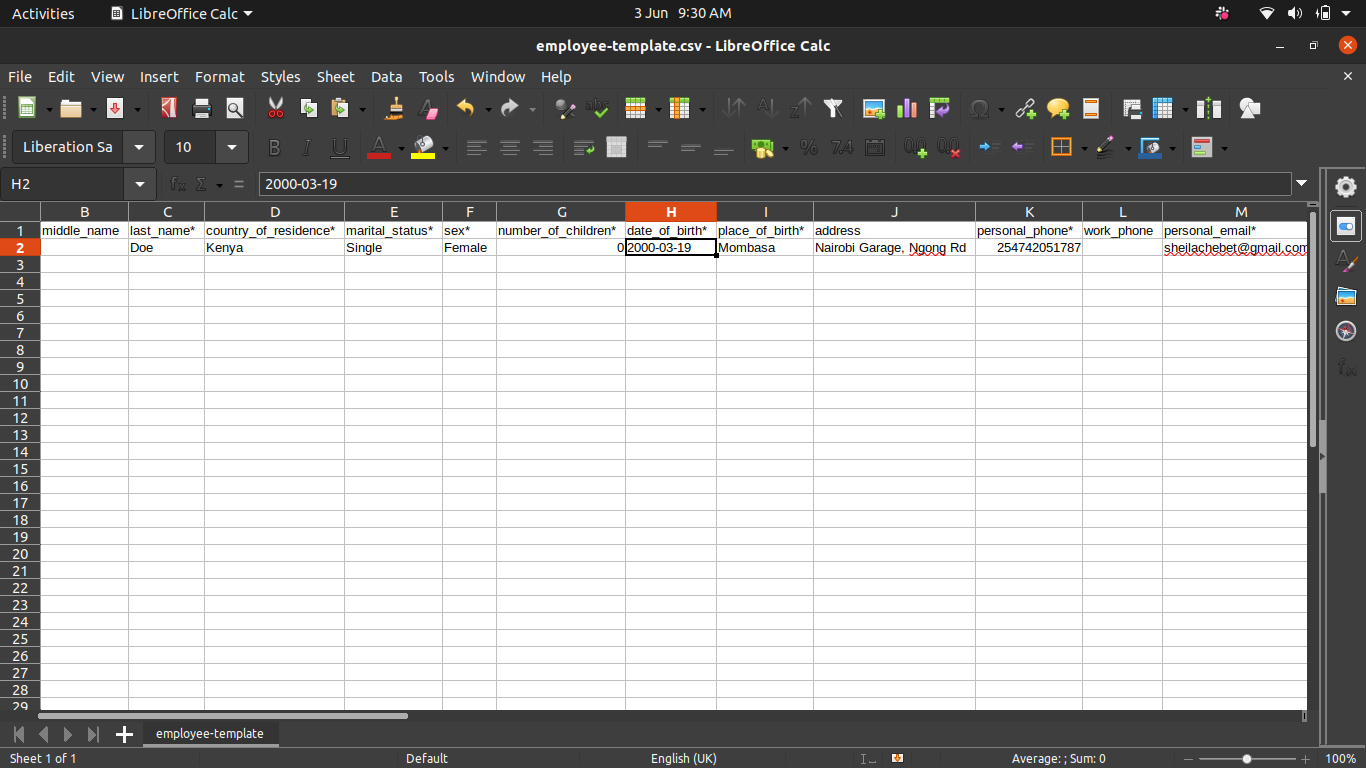 Activities LibreOffice Calc 3 Jun 9:30 AM
employee-template.csv - LibreOffice Calc
File Edit View Insert Format Styles Sheet Data Tools Window Help
Liberation Sa 10
H2 2000-03-19
B C D E F G H I J K L M
1 middle_name last_name* country_of_residence* marital_status* sex* number_of_children* date_of_birth* place_of_birth* address personal_phone* work_phone personal_email*
2 Doe Kenya Single Female 0 2000-03-19 Mombasa Nairobi Garage, Ngong Rd 254742051787 sheilachebet@gmail.com
3
4
5
6
7
8
9
10
11
12
13
14
15
16
17
18
19
20
21
22
23
24
25
26
27
28
29
employee-template
Sheet 1 of 1 Default English (UK) Average: ; Sum: 0 100%